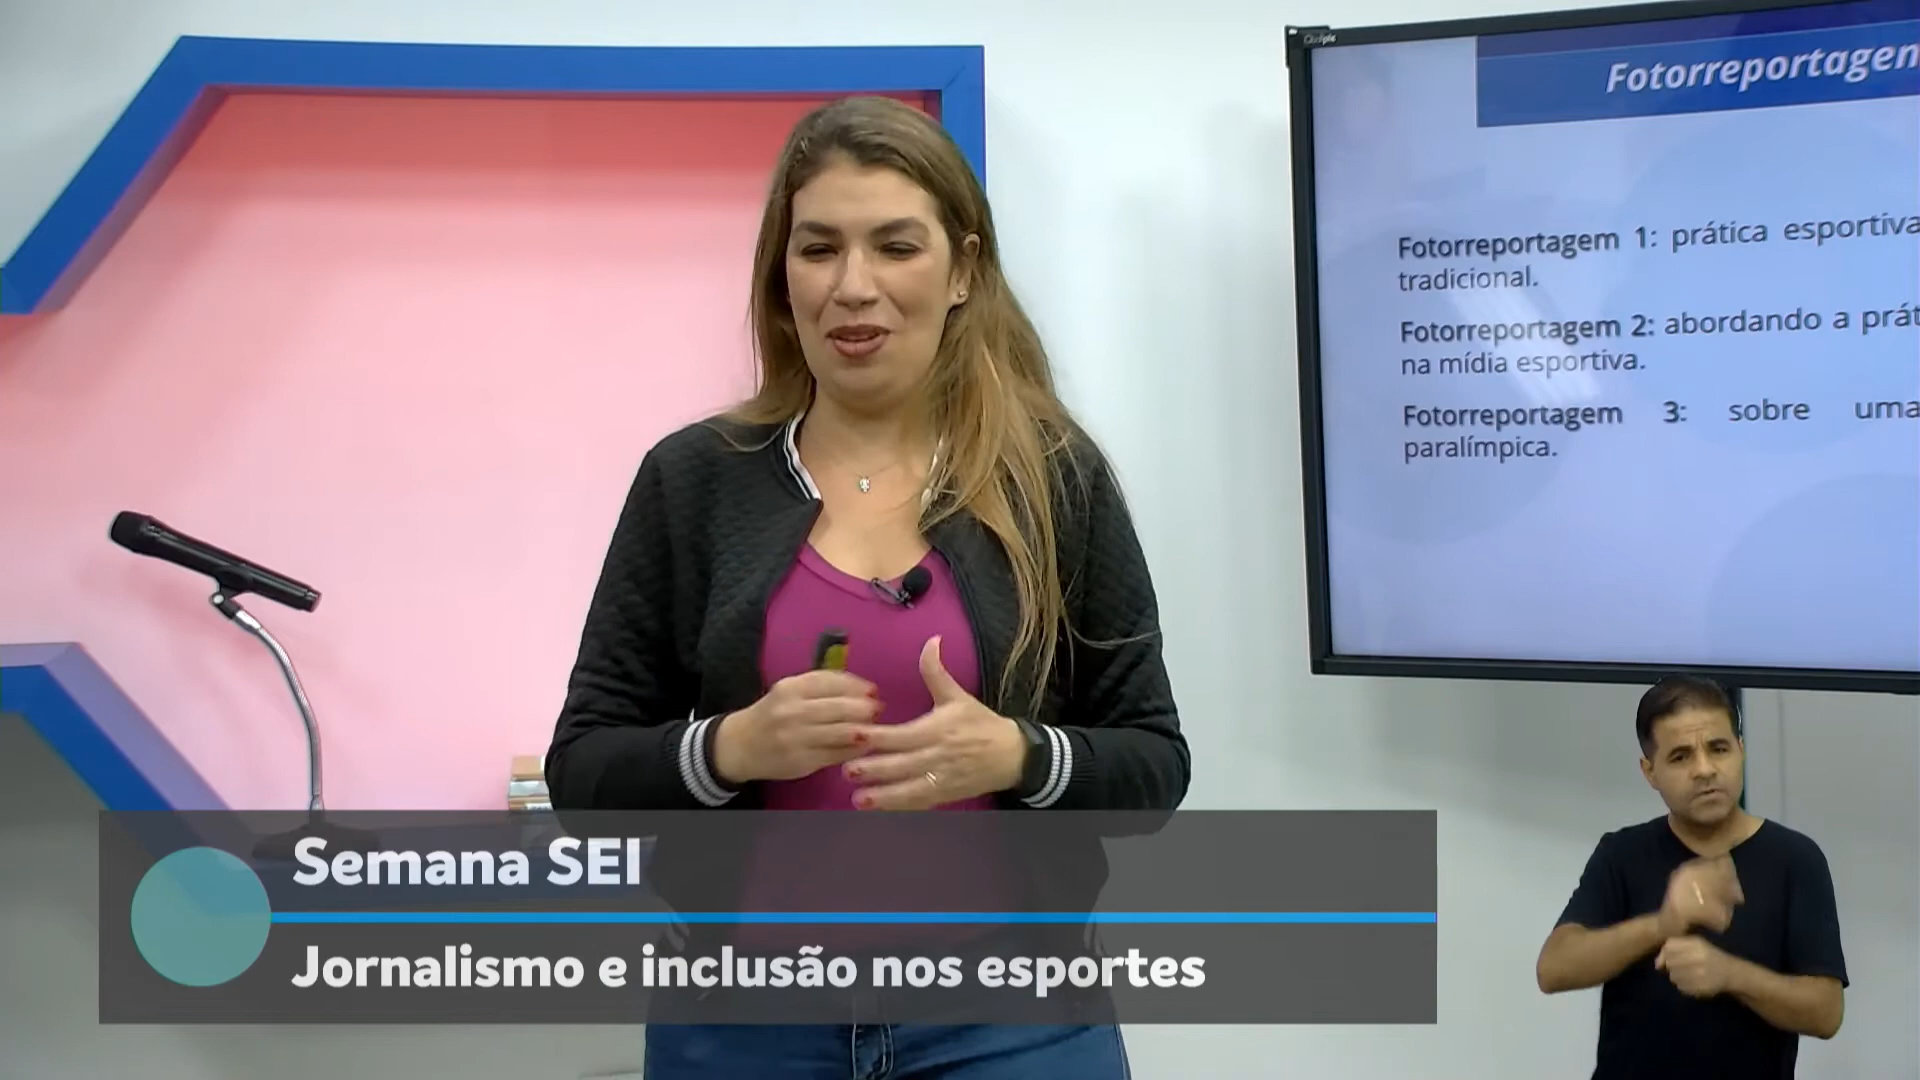 Fotorreportagem
Fotorreportagem 1: prática esportiva
tradicional.
Fotorreportagem 2: abordando a prát
na mídia esportiva.
Fotorreportagem 3: sobre uma
paralímpica.
Semana SEI
Jornalismo e inclusão nos esportes